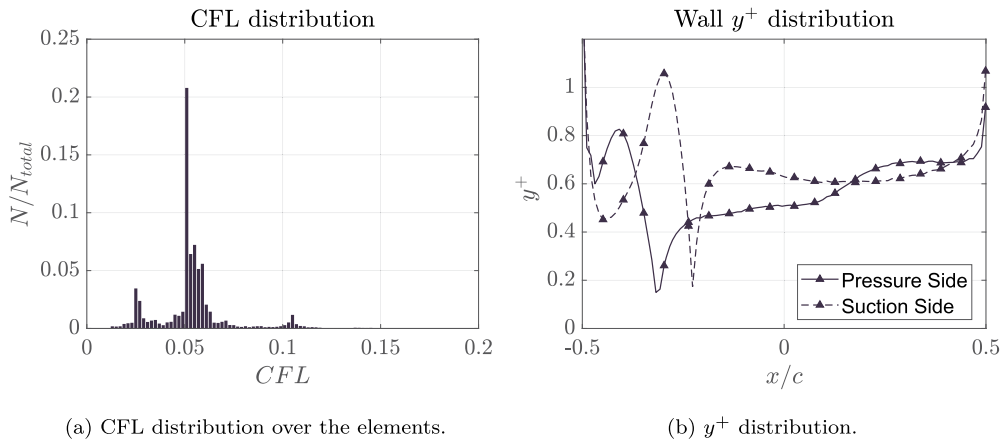 CFL distribution
0.25
0.2
0.15
0.1
0.05
0
N/N_total
0
0.05
0.1
0.15
0.2
CFL
(a) CFL distribution over the elements.
Wall y⁺ distribution
1
0.8
0.6
0.4
0.2
0
y⁺
-0.5
0
0.5
x/c
Pressure Side
Suction Side
(b) y⁺ distribution.